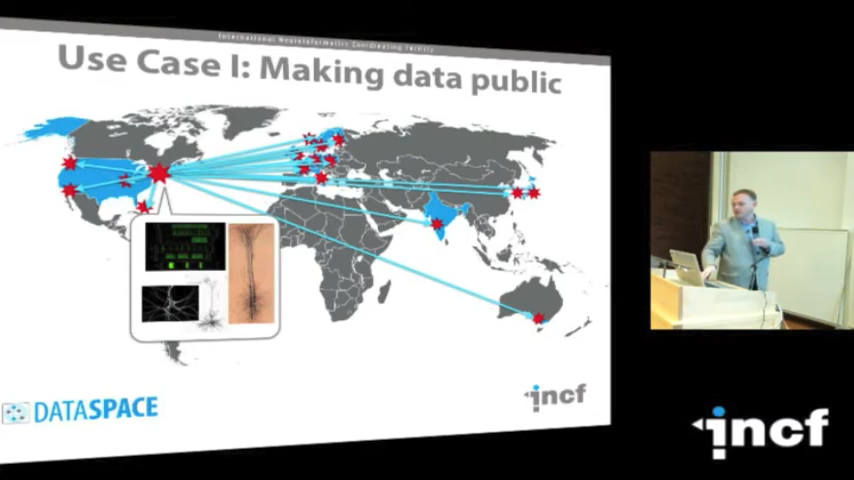 International Neuroinformatics Coordinating Facility
Use Case I: Making data public
DATASPACE
incf
incf